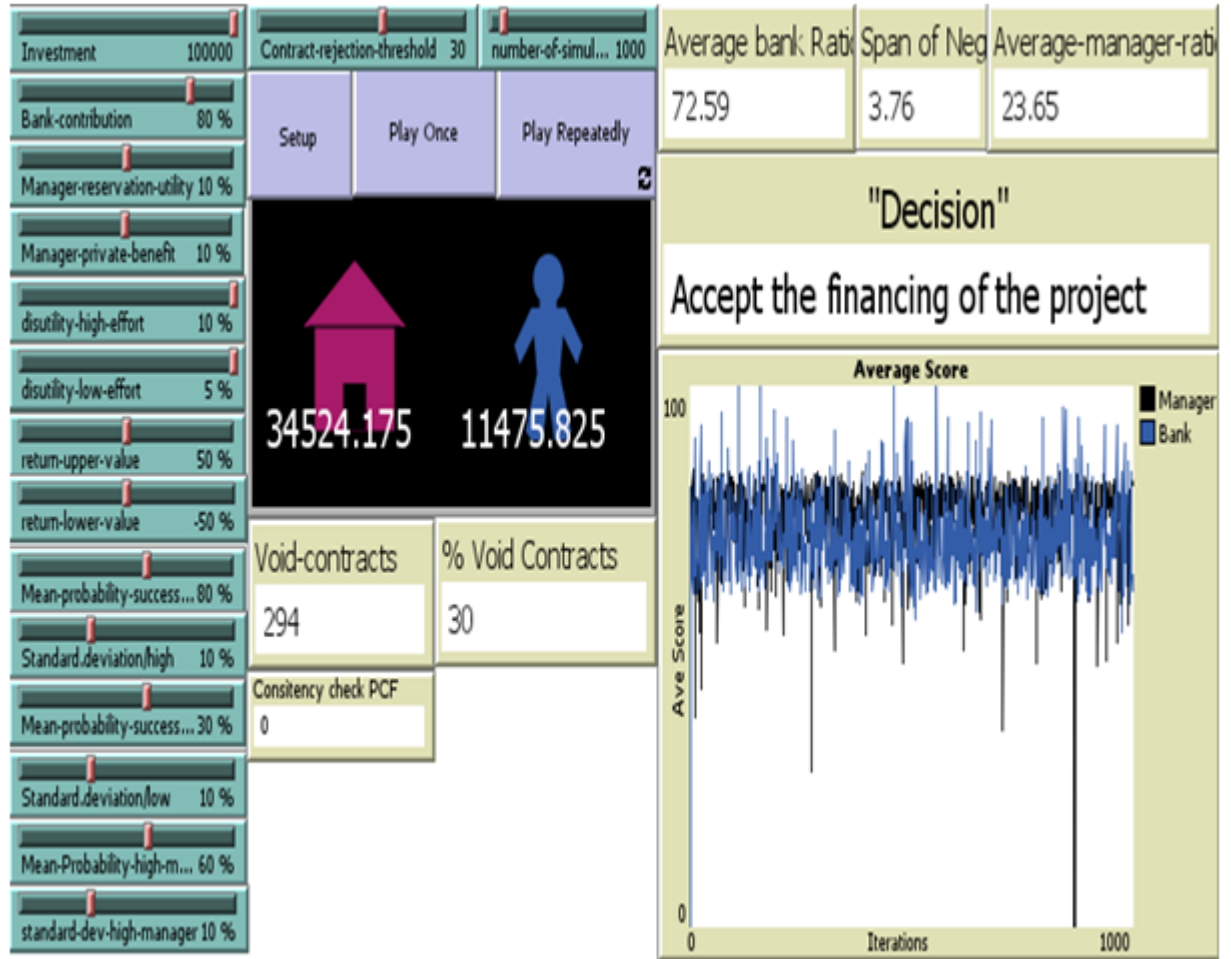 Investment 100000
Bank-contribution 80 %
Manager-reservation-utility 10 %
Manager-private-benefit 10 %
disutility-high-effort 10 %
disutility-low-effort 5 %
return-upper-value 50 %
return-lower-value -50 %
Mean-probability-success... 80 %
Standard.deviation/high 10 %
Mean-probability-success... 30 %
Standard.deviation/low 10 %
Mean-Probability-high-m... 60 %
standard-dev-high-manager 10 %
Contract-rejection-threshold 30
number-of-simul... 1000
Setup
Play Once
Play Repeatedly
34524.175
11475.825
Void-contracts
294
% Void Contracts
30
Consitency check PCF
0
Average bank Ratio
72.59
Span of Neg
3.76
Average-manager-rati
23.65
"Decision"
Accept the financing of the project
Average Score
100
Ave Score
0
0
Iterations
1000
Manager
Bank